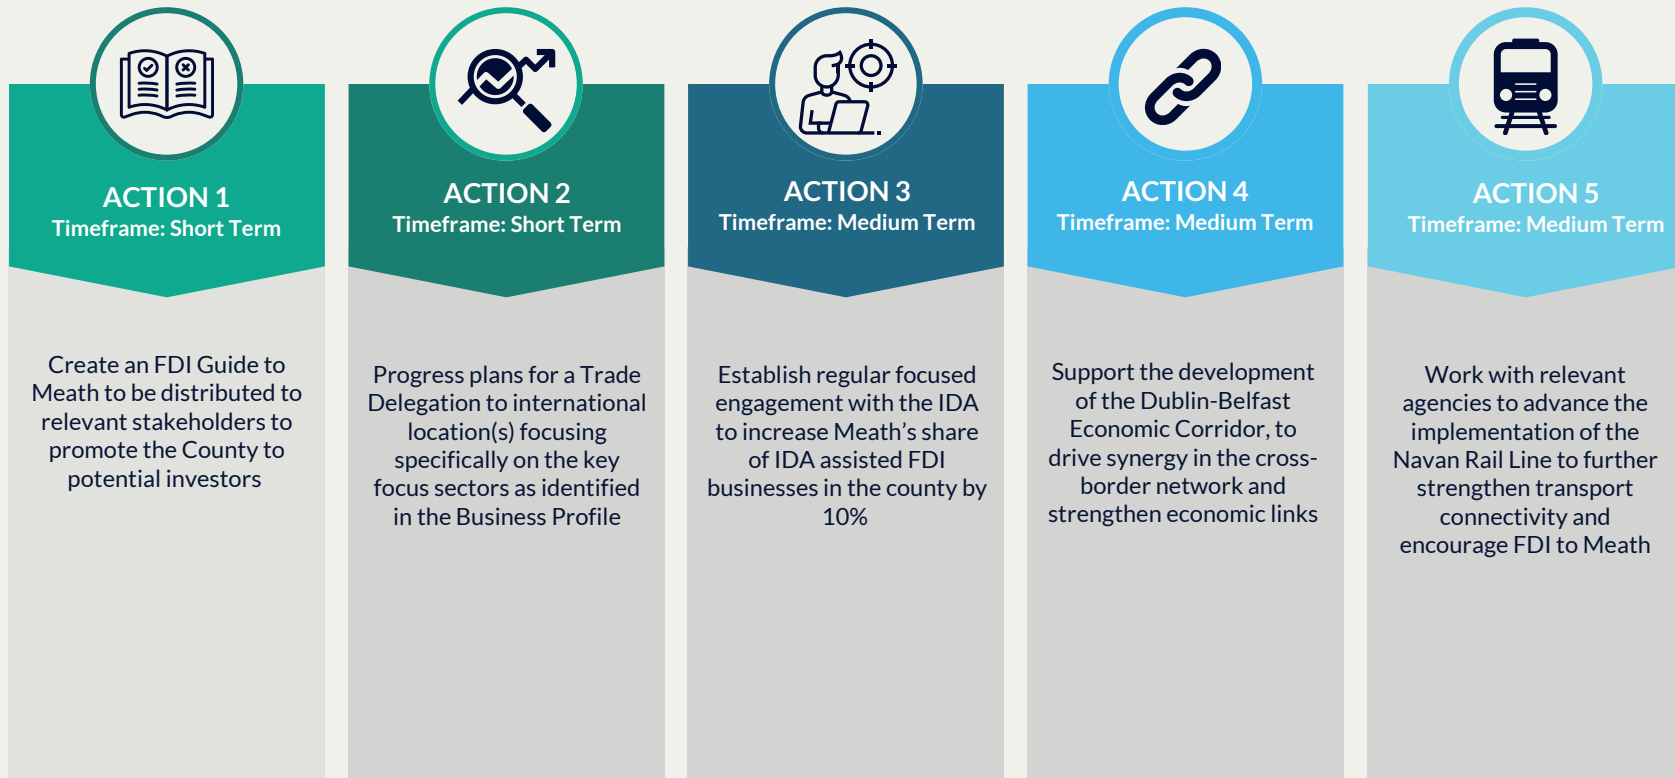 ACTION 1
Timeframe: Short Term
Create an FDI Guide to
Meath to be distributed to
relevant stakeholders to
promote the County to
potential investors
ACTION 2
Timeframe: Short Term
Progress plans for a Trade
Delegation to international
location(s) focusing
specifically on the key
focus sectors as identified
in the Business Profile
ACTION 3
Timeframe: Medium Term
Establish regular focused
engagement with the IDA
to increase Meath’s share
of IDA assisted FDI
businesses in the county by
10%
ACTION 4
Timeframe: Medium Term
Support the development
of the Dublin-Belfast
Economic Corridor, to
drive synergy in the cross-
border network and
strengthen economic links
ACTION 5
Timeframe: Medium Term
Work with relevant
agencies to advance the
implementation of the
Navan Rail Line to further
strengthen transport
connectivity and
encourage FDI to Meath